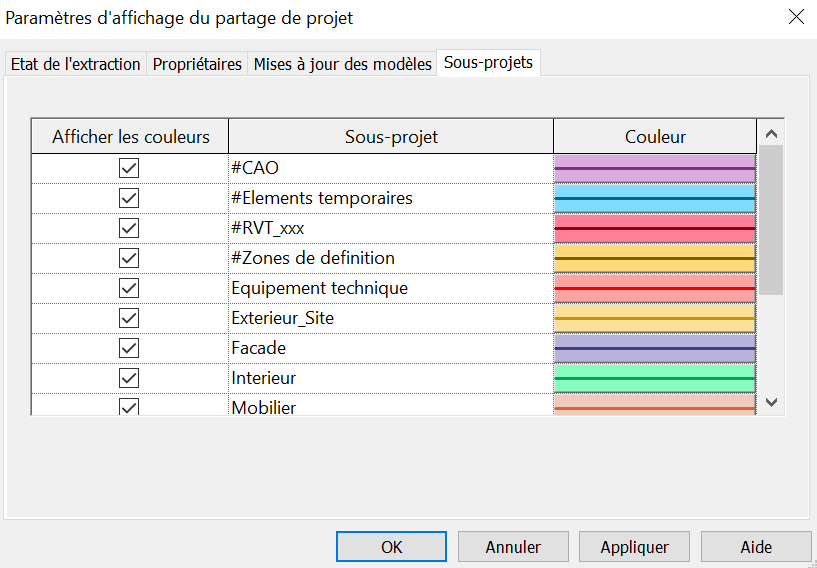 Paramètres d'affichage du partage de projet
Etat de l'extraction Propriétaires Mises à jour des modèles Sous-projets
Afficher les couleurs Sous-projet Couleur
#CAO
#Elements temporaires
#RVT_xxx
#Zones de definition
Equipement technique
Exterieur_Site
Facade
Interieur
Mobilier
OK Annuler Appliquer Aide